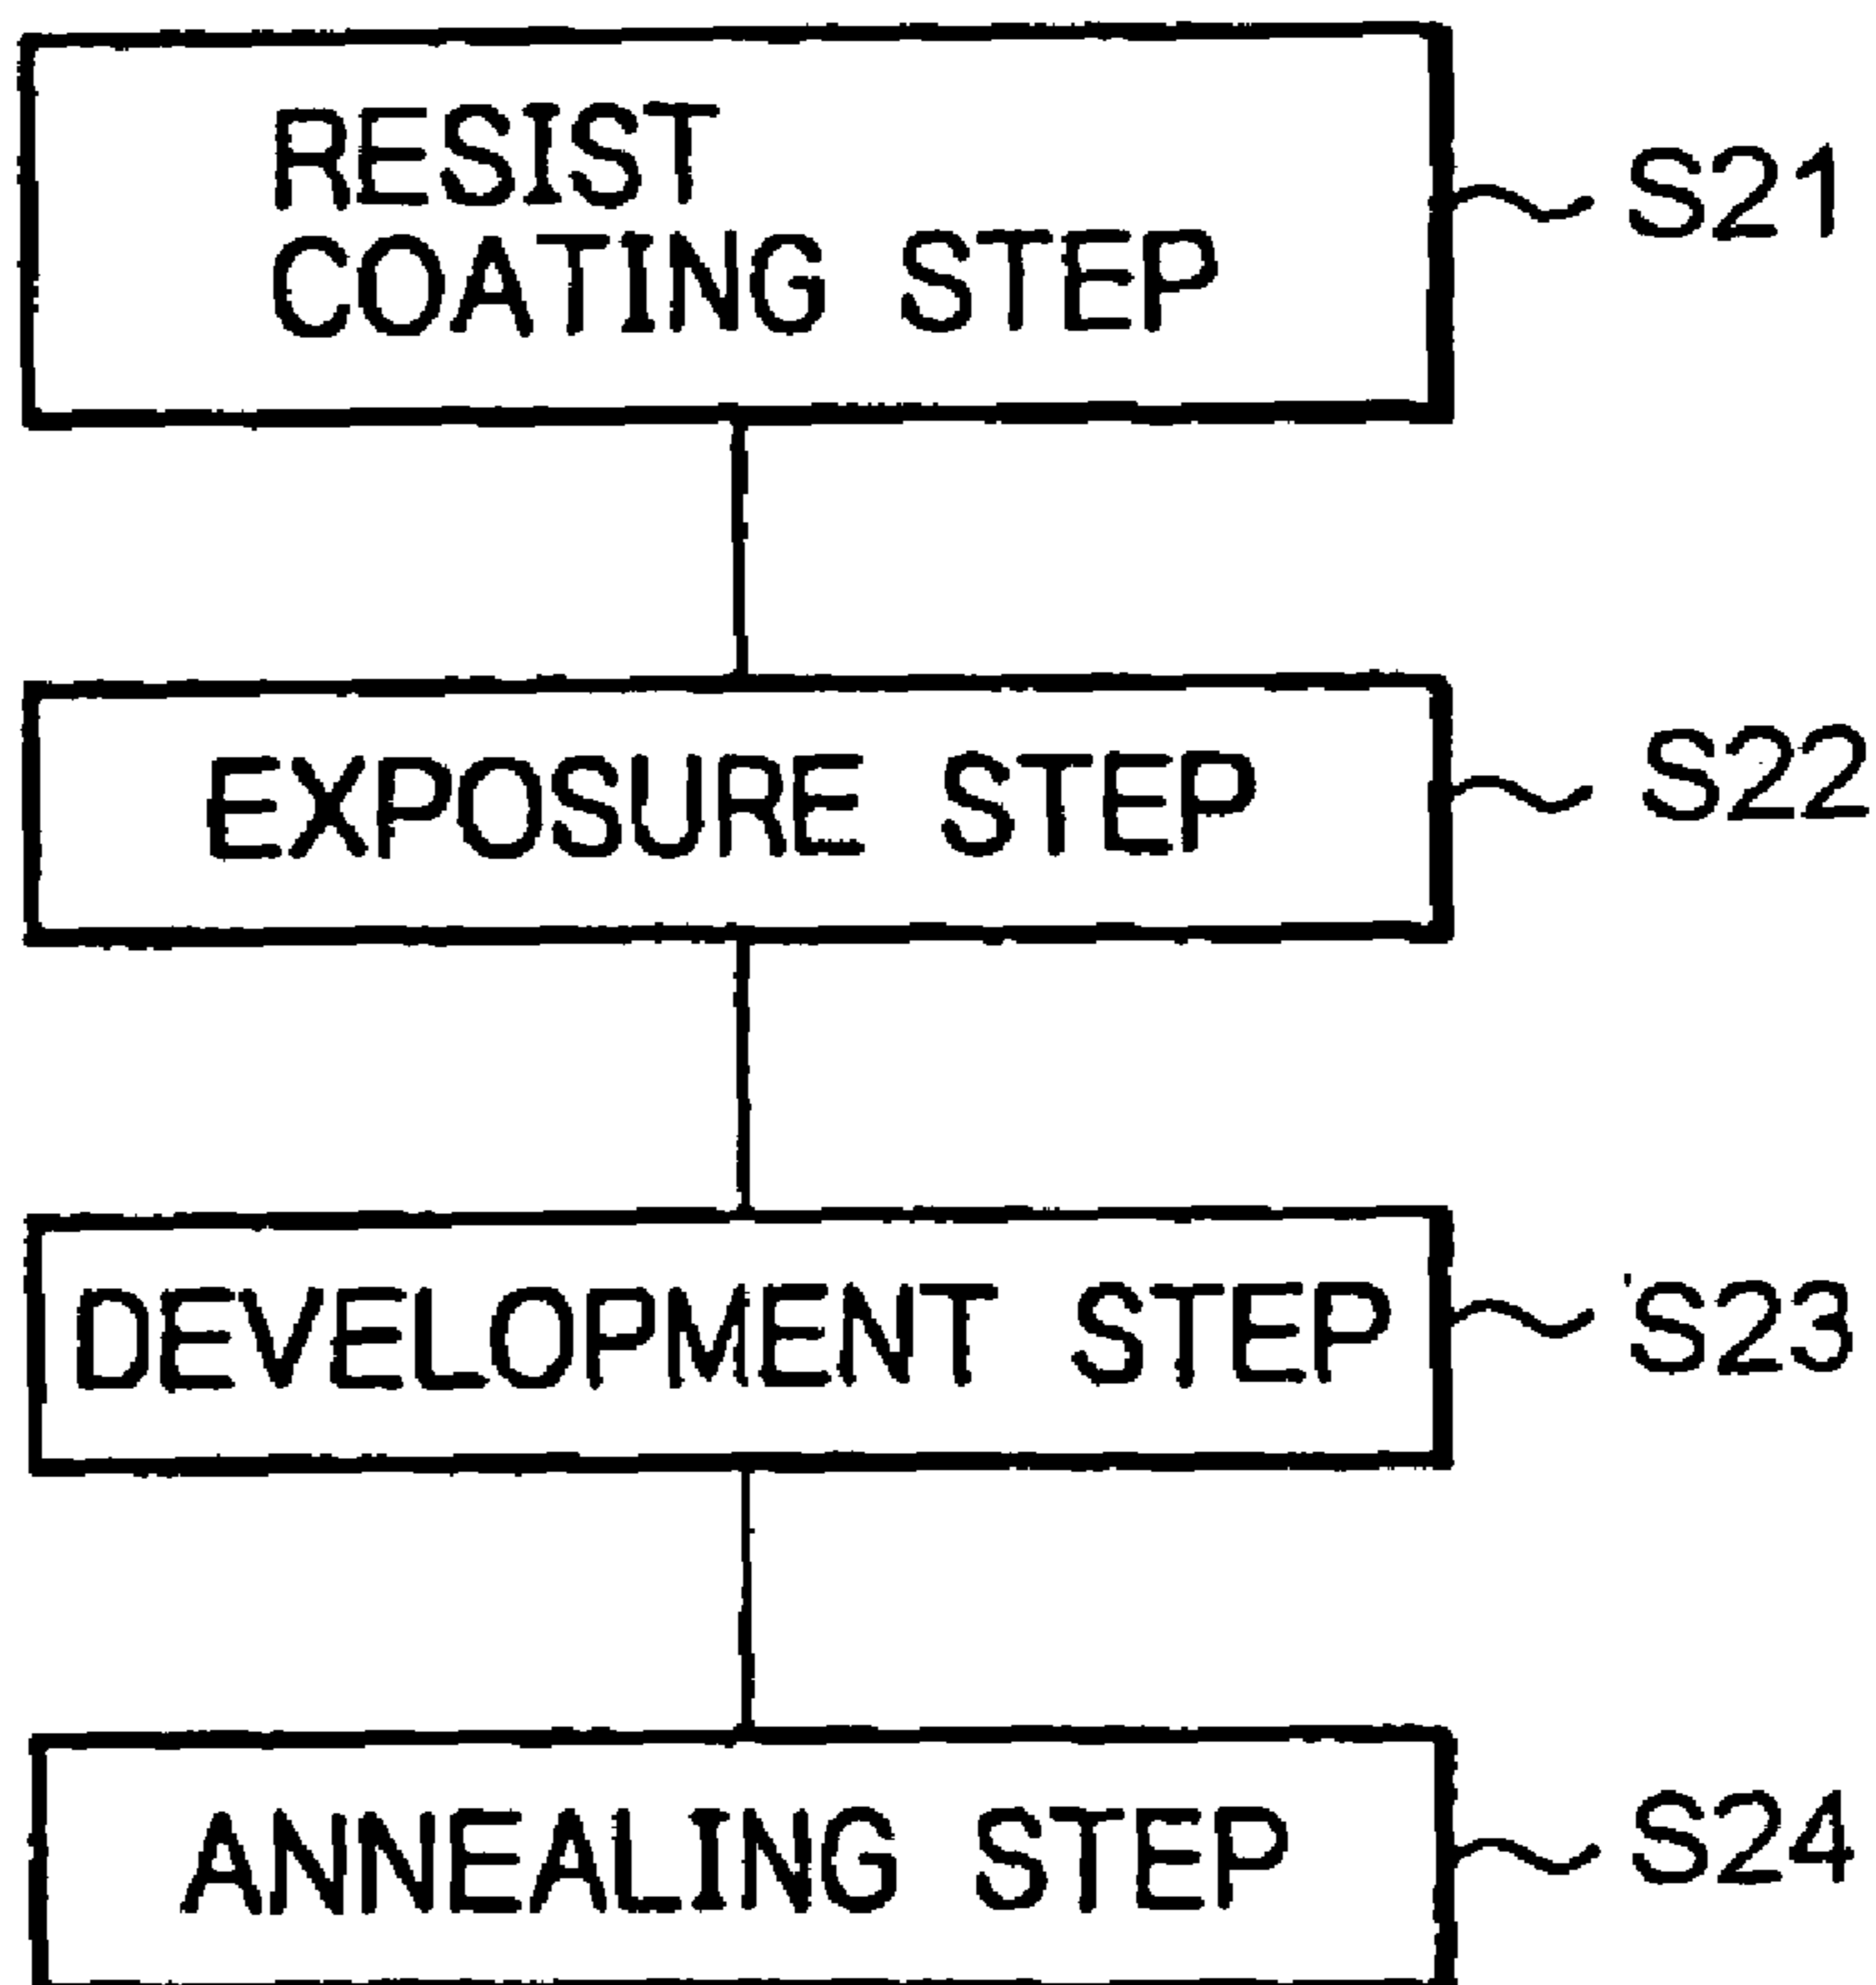 RESIST
COATING STEP
S21
EXPOSURE STEP
S22
DEVELOPMENT STEP
S23
ANNEALING STEP
S24